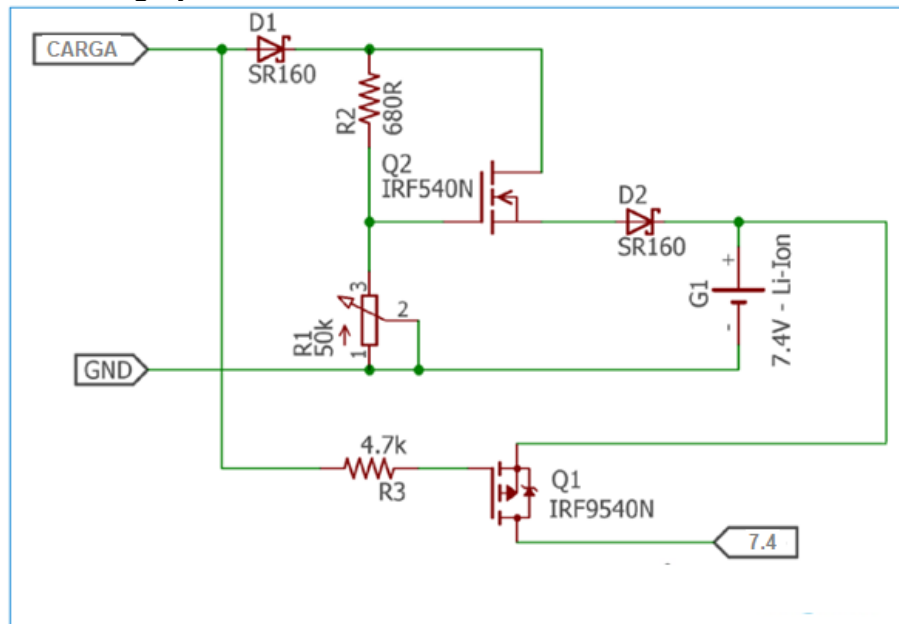 D1
CARGA
SR160
R2
680R
Q2
IRF540N
D2
SR160
+
G1
-
7.4V - Li-Ion
3
2
R1
50k
1
GND
4.7k
R3
Q1
IRF9540N
7.4